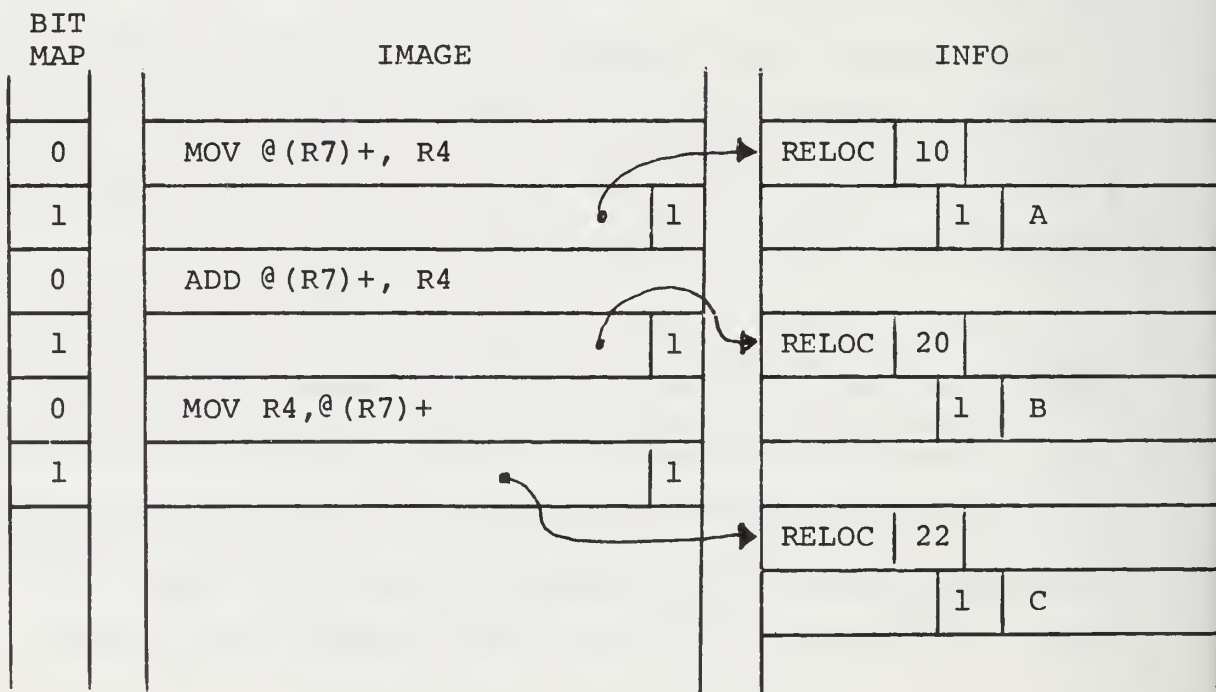 BIT
MAP IMAGE INFO
0 MOV @(R7)+, R4 RELOC 10
1 1 1 A
0 ADD @(R7)+, R4
1 1 RELOC 20
0 MOV R4,@(R7)+ 1 B
1 1
RELOC 22
1 C